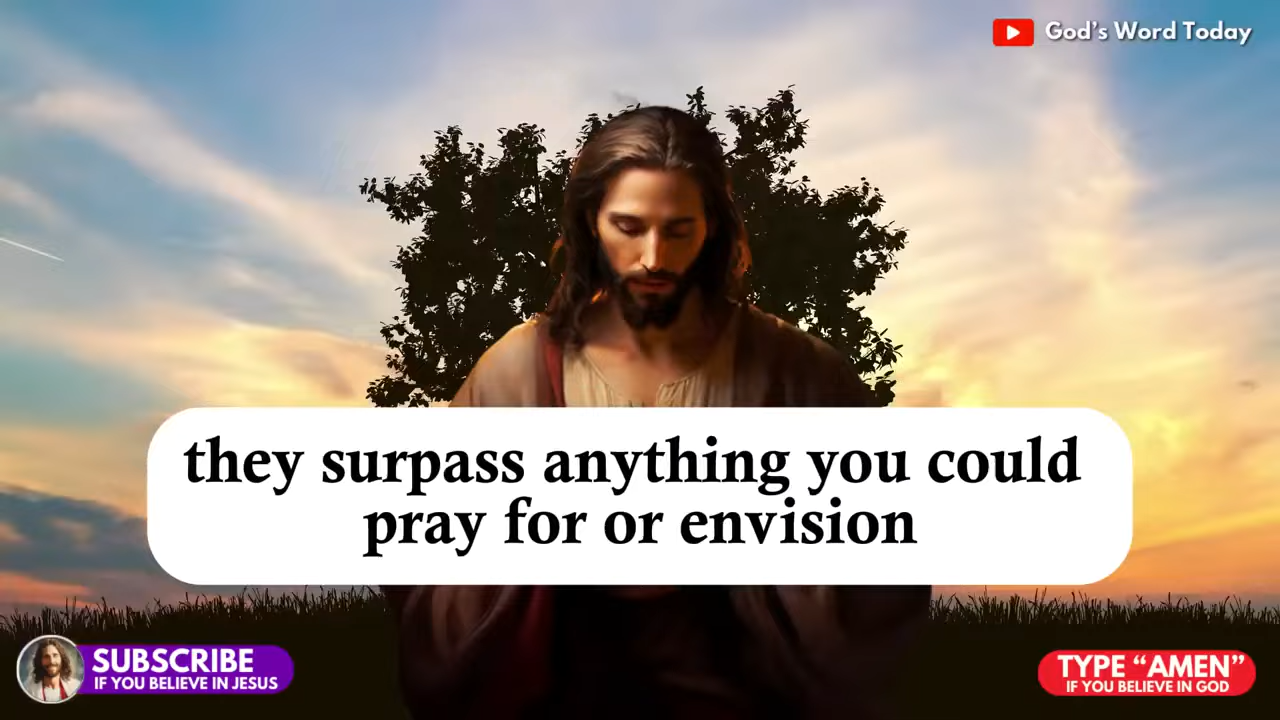 God's Word Today
they surpass anything you could
pray for or envision
SUBSCRIBE
IF YOU BELIEVE IN JESUS
TYPE “AMEN”
IF YOU BELIEVE IN GOD